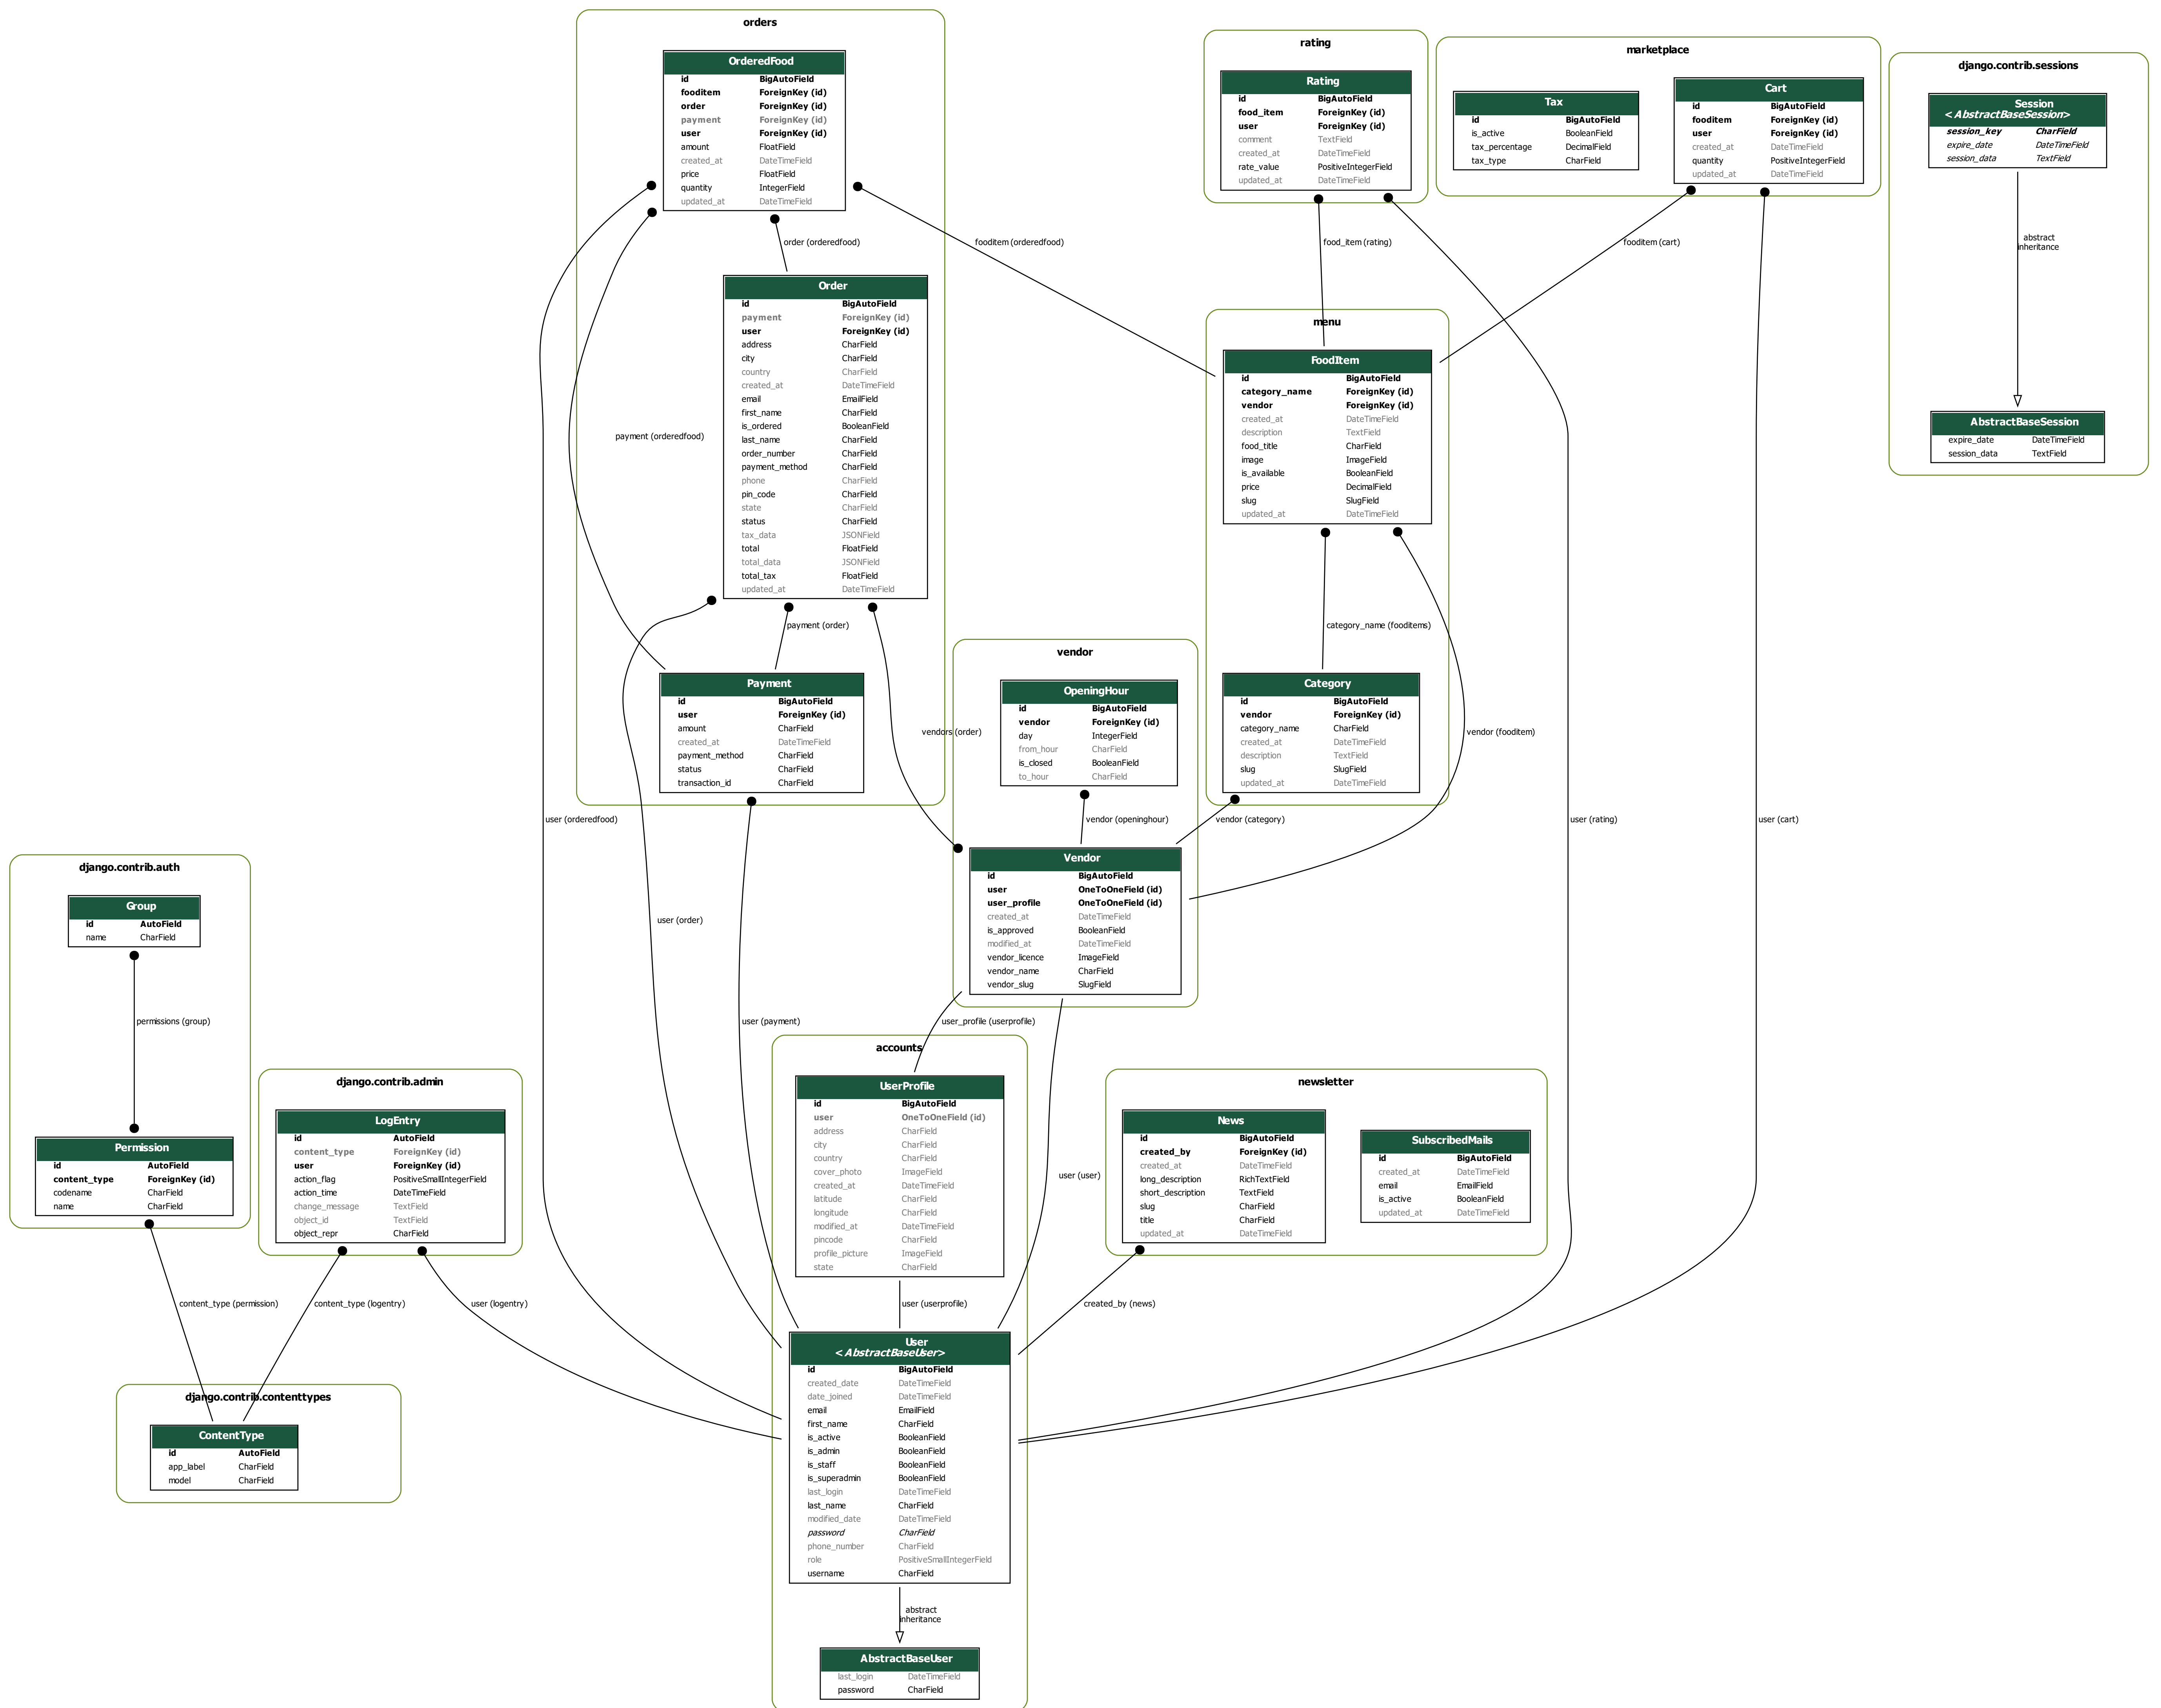 orders
OrderedFood
id BigAutoField
fooditem ForeignKey (id)
order ForeignKey (id)
payment ForeignKey (id)
user ForeignKey (id)
amount FloatField
created_at DateTimeField
price FloatField
quantity IntegerField
updated_at DateTimeField
order (orderedfood)
fooditem (orderedfood)
payment (orderedfood)
Order
id BigAutoField
payment ForeignKey (id)
user ForeignKey (id)
address CharField
city CharField
country CharField
created_at DateTimeField
email EmailField
first_name CharField
is_ordered BooleanField
last_name CharField
order_number CharField
payment_method CharField
phone CharField
pin_code CharField
state CharField
status CharField
tax_data JSONField
total FloatField
total_data JSONField
total_tax FloatField
updated_at DateTimeField
payment (order)
vendors (order)
Payment
id BigAutoField
user ForeignKey (id)
amount CharField
created_at DateTimeField
payment_method CharField
status CharField
transaction_id CharField
user (orderedfood)
user (order)
user (payment)
rating
Rating
id BigAutoField
food_item ForeignKey (id)
user ForeignKey (id)
comment TextField
created_at DateTimeField
rate_value PositiveIntegerField
updated_at DateTimeField
food_item (rating)
user (rating)
marketplace
Tax
id BigAutoField
is_active BooleanField
tax_percentage DecimalField
tax_type CharField
Cart
id BigAutoField
fooditem ForeignKey (id)
user ForeignKey (id)
created_at DateTimeField
quantity PositiveIntegerField
updated_at DateTimeField
fooditem (cart)
user (cart)
django.contrib.sessions
Session
<AbstractBaseSession>
session_key CharField
expire_date DateTimeField
session_data TextField
abstract
inheritance
AbstractBaseSession
expire_date DateTimeField
session_data TextField
menu
FoodItem
id BigAutoField
category_name ForeignKey (id)
vendor ForeignKey (id)
created_at DateTimeField
description TextField
food_title CharField
image ImageField
is_available BooleanField
price DecimalField
slug SlugField
updated_at DateTimeField
category_name (fooditems)
vendor (fooditem)
Category
id BigAutoField
vendor ForeignKey (id)
category_name CharField
created_at DateTimeField
description TextField
slug SlugField
updated_at DateTimeField
vendor (category)
vendor
OpeningHour
id BigAutoField
vendor ForeignKey (id)
day IntegerField
from_hour CharField
is_closed BooleanField
to_hour CharField
vendor (openinghour)
Vendor
id BigAutoField
user OneToOneField (id)
user_profile OneToOneField (id)
created_at DateTimeField
is_approved BooleanField
modified_at DateTimeField
vendor_licence ImageField
vendor_name CharField
vendor_slug SlugField
user_profile (userprofile)
user (user)
django.contrib.auth
Group
id AutoField
name CharField
permissions (group)
Permission
id AutoField
content_type ForeignKey (id)
codename CharField
name CharField
content_type (permission)
django.contrib.admin
LogEntry
id AutoField
content_type ForeignKey (id)
user ForeignKey (id)
action_flag PositiveSmallIntegerField
action_time DateTimeField
change_message TextField
object_id TextField
object_repr CharField
content_type (logentry)
user (logentry)
django.contrib.contenttypes
ContentType
id AutoField
app_label CharField
model CharField
accounts
UserProfile
id BigAutoField
user OneToOneField (id)
address CharField
city CharField
country CharField
cover_photo ImageField
created_at DateTimeField
latitude CharField
longitude CharField
modified_at DateTimeField
pincode CharField
profile_picture ImageField
state CharField
user (userprofile)
User
<AbstractBaseUser>
id BigAutoField
created_date DateTimeField
date_joined DateTimeField
email EmailField
first_name CharField
is_active BooleanField
is_admin BooleanField
is_staff BooleanField
is_superadmin BooleanField
last_login DateTimeField
last_name CharField
modified_date DateTimeField
password CharField
phone_number CharField
role PositiveSmallIntegerField
username CharField
abstract
inheritance
AbstractBaseUser
last_login DateTimeField
password CharField
newsletter
News
id BigAutoField
created_by ForeignKey (id)
created_at DateTimeField
long_description RichTextField
short_description TextField
slug CharField
title CharField
updated_at DateTimeField
created_by (news)
SubscribedMails
id BigAutoField
created_at DateTimeField
email EmailField
is_active BooleanField
updated_at DateTimeField